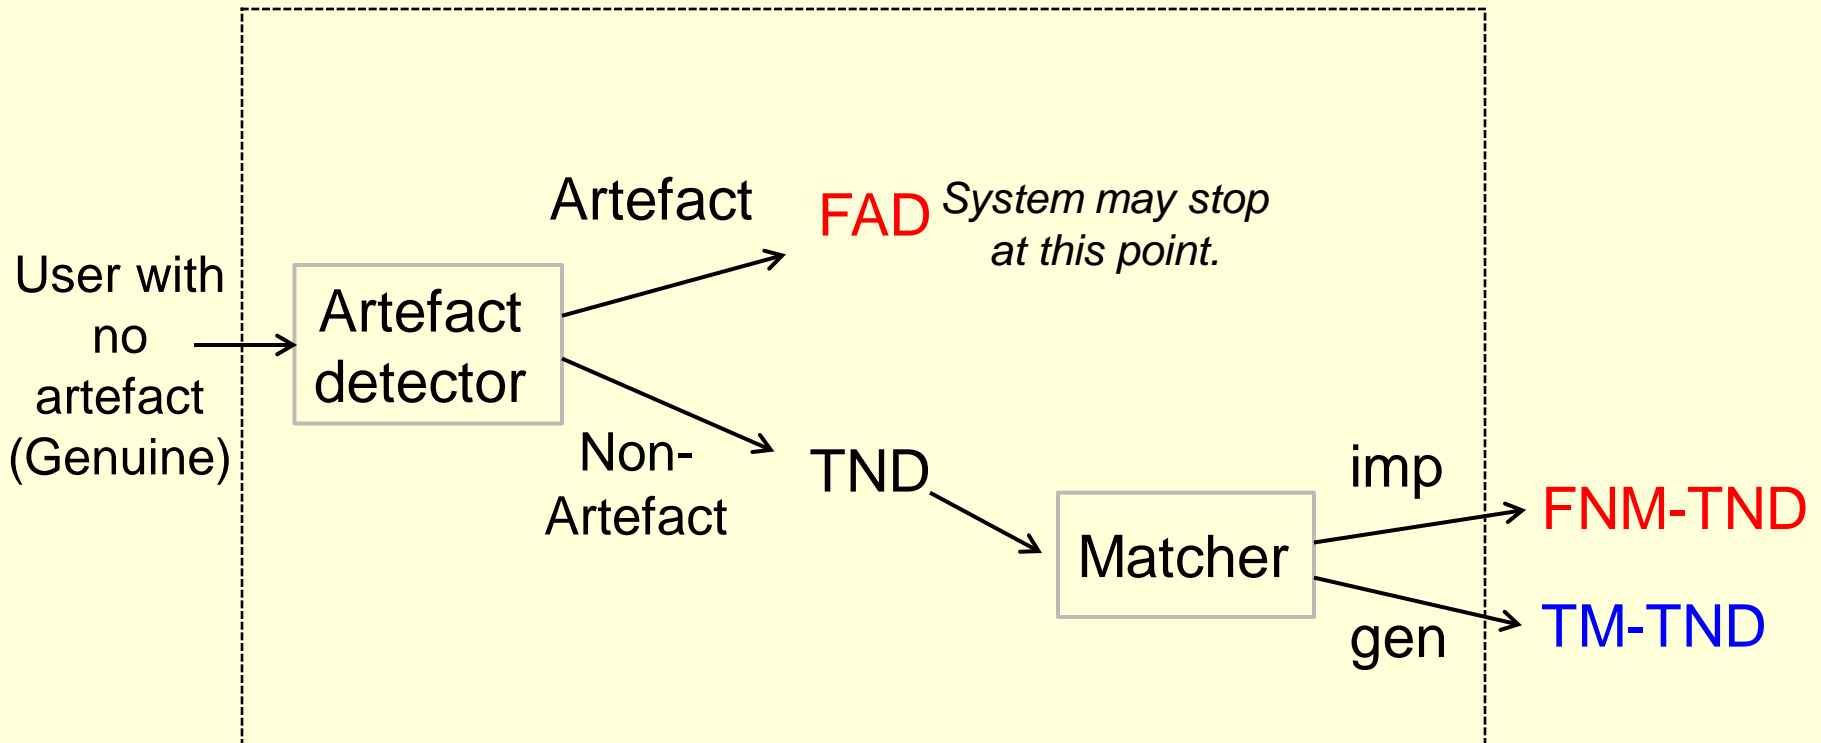 User with
no
artefact
(Genuine)
Artefact
detector
Artefact
FAD
System may stop
at this point.
Non-
Artefact
TND
Matcher
imp
gen
FNM-TND
TM-TND